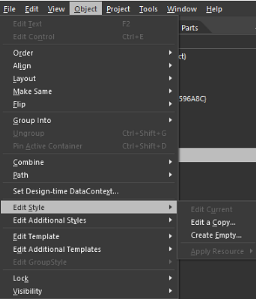 File Edit View Object Project Tools Window Help
Edit Text F2
Edit Control Ctrl+E
Parts
Order
Align
Layout
Make Same
Flip
Group Into
Ungroup Ctrl+Shift+G
Pin Active Container Ctrl+Shift+D
Combine
Path
Set Design-time DataContext...
Edit Style
Edit Current
Edit Additional Styles
Edit a Copy...
Edit Template
Create Empty...
Edit Additional Templates
Apply Resource
Edit GroupStyle
Lock
Visibility